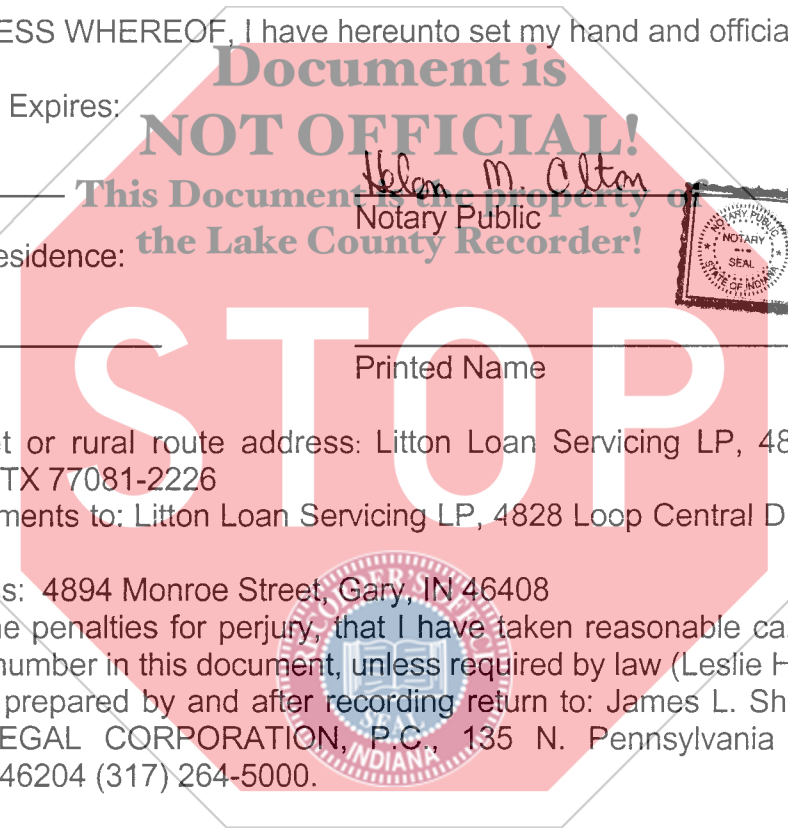 ESS WHEREOF, I have hereunto set my hand and officia
Document is
Expires:
NOT OFFICIAL!
Helen M. Clton
This Document is the property of
Notary Public
the Lake County Recorder!
esidence:
NOTARY PUBLIC
NOTARY
SEAL
STATE OF INDIANA
STOP
Printed Name
t or rural route address: Litton Loan Servicing LP, 48
TX 77081-2226
ments to: Litton Loan Servicing LP, 4828 Loop Central D
s: 4894 Monroe Street, Gary, IN 46408
ne penalties for perjury, that I have taken reasonable ca
number in this document, unless required by law (Leslie H
prepared by and after recording return to: James L. Sh
EGAL CORPORATION, P.C., 135 N. Pennsylvania
46204 (317) 264-5000.
RECORDER'S OFFICE
SEAL
INDIANA